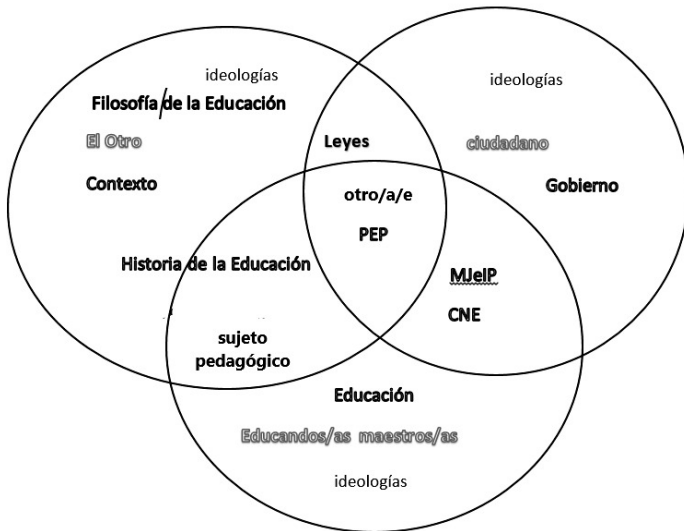 ideologías
Filosofía de la Educación
El Otro
Contexto
Historia de la Educación
Leyes
ideologías
ciudadano
Gobierno
otro/a/e
PEP
MJeIP
CNE
sujeto
pedagógico
Educación
Educandos/as maestros/as
ideologías